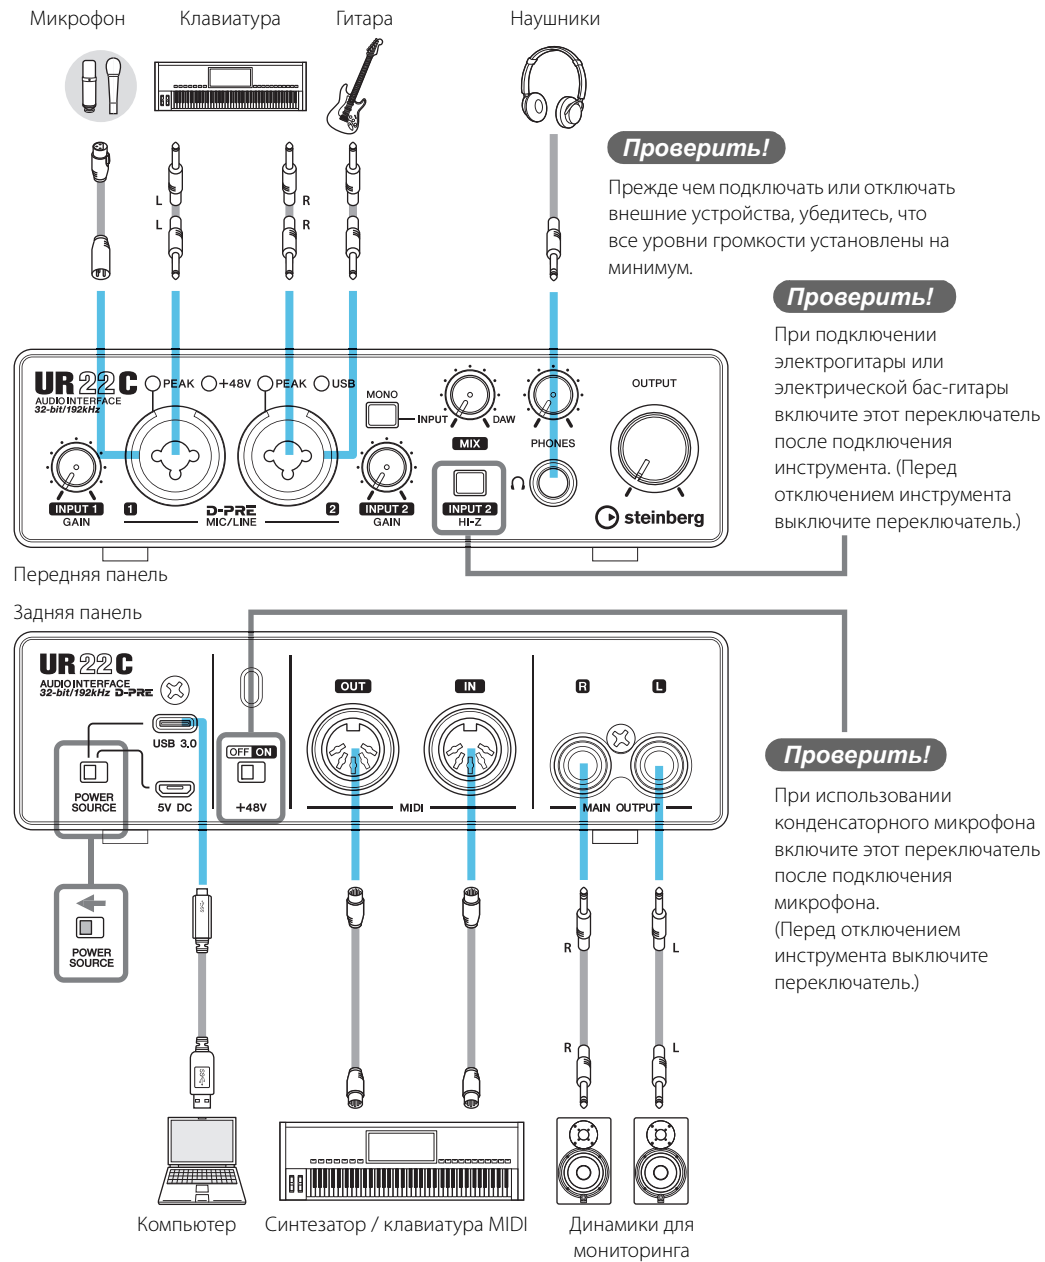 Микрофон
Клавиатура
Гитара
Наушники
Проверить!
Прежде чем подключать или отключать
внешние устройства, убедитесь, что
все уровни громкости установлены на
минимум.
L
R
L
R
Проверить!
При подключении
электрогитары или
электрической бас-гитары
включите этот переключатель
после подключения
инструмента. (Перед
отключением инструмента
выключите переключатель.)
UR22C
AUDIO INTERFACE
32-bit/192kHz
PEAK
+48V
PEAK
USB
MONO
INPUT
DAW
MIX
PHONES
OUTPUT
INPUT 1
GAIN
1
D-PRE
MIC/LINE
2
INPUT 2
GAIN
INPUT 2
HI-Z
steinberg
Передняя панель
Задняя панель
UR22C
AUDIO INTERFACE
32-bit/192kHz D-PRE
USB 3.0
POWER
SOURCE
5V DC
OFF ON
+48V
OUT
IN
MIDI
R
L
MAIN OUTPUT
Проверить!
При использовании
конденсаторного микрофона
включите этот переключатель
после подключения
микрофона.
(Перед отключением
инструмента выключите
переключатель.)
POWER
SOURCE
R
L
R
L
Компьютер
Синтезатор / клавиатура MIDI
Динамики для
мониторинга